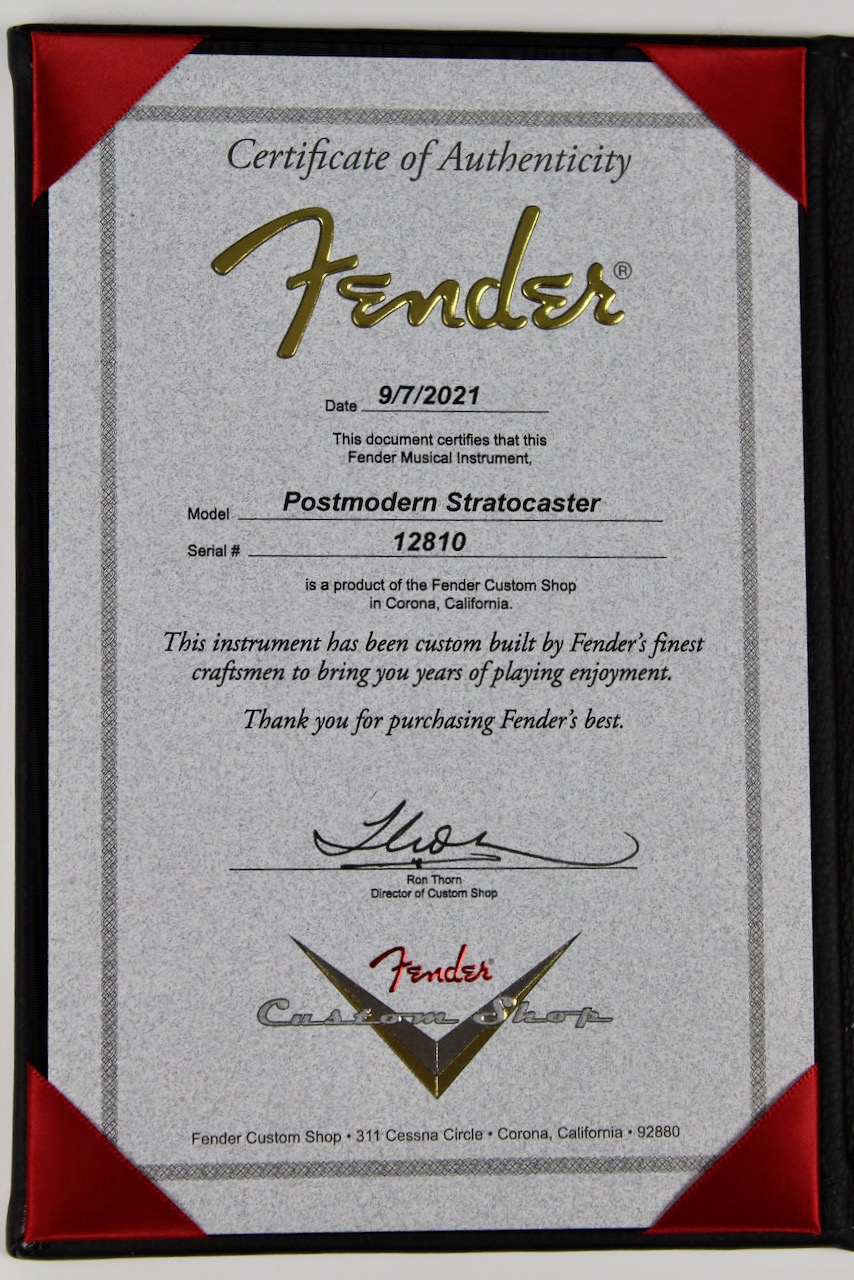 Certificate of Authenticity
Fender®
Date 9/7/2021
This document certifies that this
Fender Musical Instrument,
Model Postmodern Stratocaster
Serial # 12810
is a product of the Fender Custom Shop
in Corona, California.
This instrument has been custom built by Fender's finest
craftsmen to bring you years of playing enjoyment.
Thank you for purchasing Fender's best.
Thorn
Ron Thorn
Director of Custom Shop
Fender
Custom Shop
Fender Custom Shop • 311 Cessna Circle • Corona, California • 92880